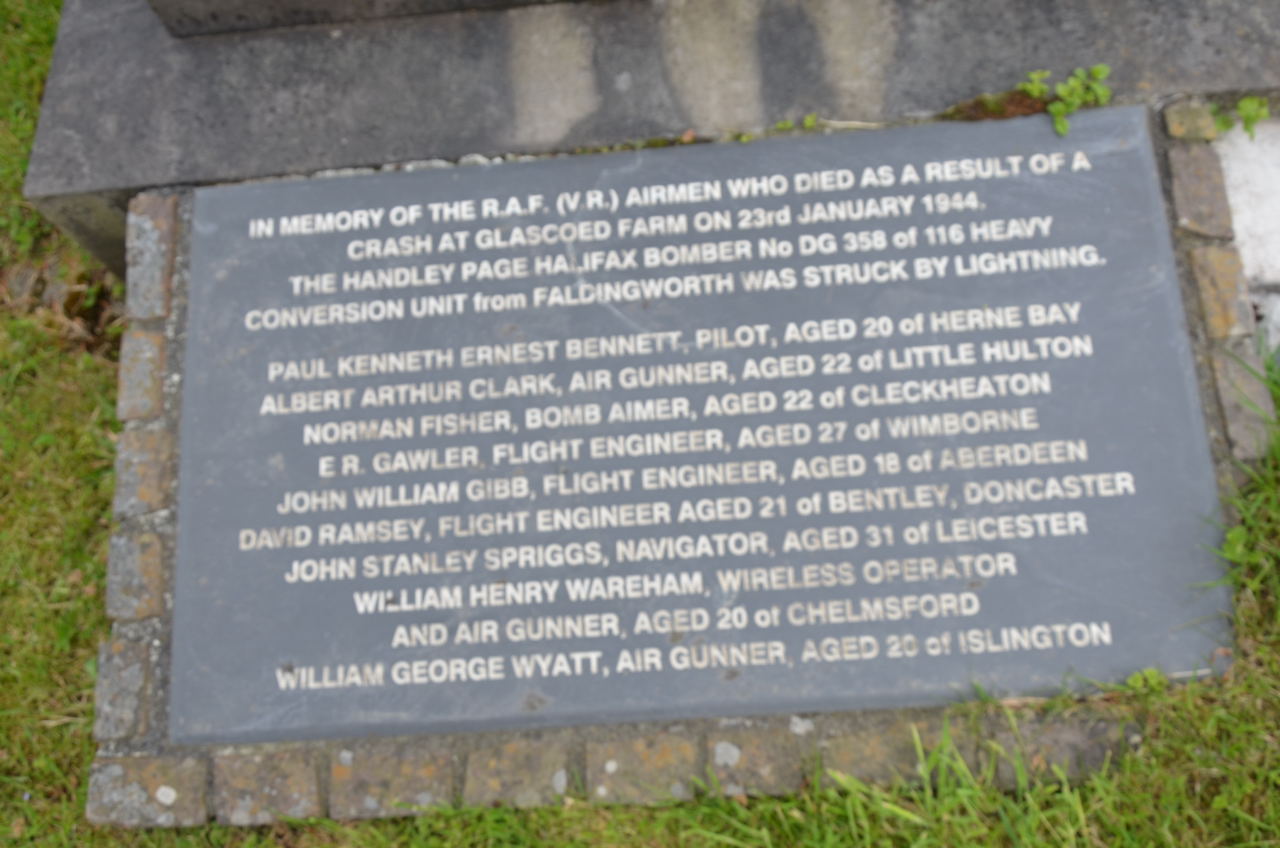 IN MEMORY OF THE R.A.F. (V.R.) AIRMEN WHO DIED AS A RESULT OF A
CRASH AT GLASCOED FARM ON 23rd JANUARY 1944.
THE HANDLEY PAGE HALIFAX BOMBER No DG 358 of 116 HEAVY
CONVERSION UNIT from FALDINGWORTH WAS STRUCK BY LIGHTNING.
PAUL KENNETH ERNEST BENNETT, PILOT, AGED 20 of HERNE BAY
ALBERT ARTHUR CLARK, AIR GUNNER, AGED 22 of LITTLE HULTON
NORMAN FISHER, BOMB AIMER, AGED 22 of CLECKHEATON
E R. GAWLER, FLIGHT ENGINEER, AGED 27 of WIMBORNE
JOHN WILLIAM GIBB, FLIGHT ENGINEER, AGED 18 of ABERDEEN
DAVID RAMSEY, FLIGHT ENGINEER AGED 21 of BENTLEY, DONCASTER
JOHN STANLEY SPRIGGS, NAVIGATOR, AGED 31 of LEICESTER
WILLIAM HENRY WAREHAM, WIRELESS OPERATOR
AND AIR GUNNER, AGED 20 of CHELMSFORD
WILLIAM GEORGE WYATT, AIR GUNNER, AGED 20 of ISLINGTON